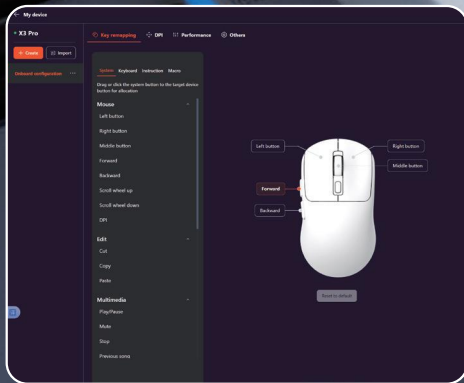 ← My device
X3 Pro
Key remapping
DPI
Performance
Others
+ Create
Import
Onboard configuration ...
System Keyboard Instruction Macro
Drag or click the system button to the target device
button for allocation
Mouse
Left button
Right button
Middle button
Forward
Backward
Scroll wheel up
Scroll wheel down
DPI
Edit
Cut
Copy
Paste
Multimedia
Play/Pause
Mute
Stop
Previous song
Left button
Right button
Middle button
Forward
Backward
Reset to default